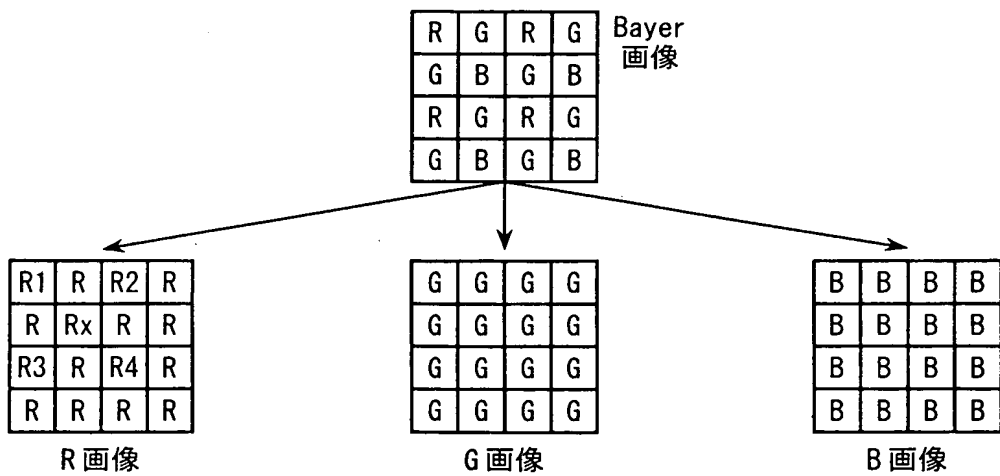 R G R G
G B G B
R G R G
G B G B
Bayer
画像
R1 R R2 R
R Rx R R
R3 R R4 R
R R R R
R画像
G G G G
G G G G
G G G G
G G G G
G画像
B B B B
B B B B
B B B B
B B B B
B画像